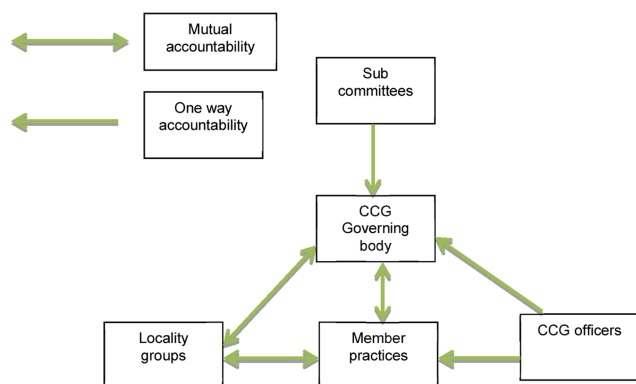 Mutual
accountability
Sub
committees
One way
accountability
CCG
Governing
body
Locality
groups
Member
practices
CCG officers